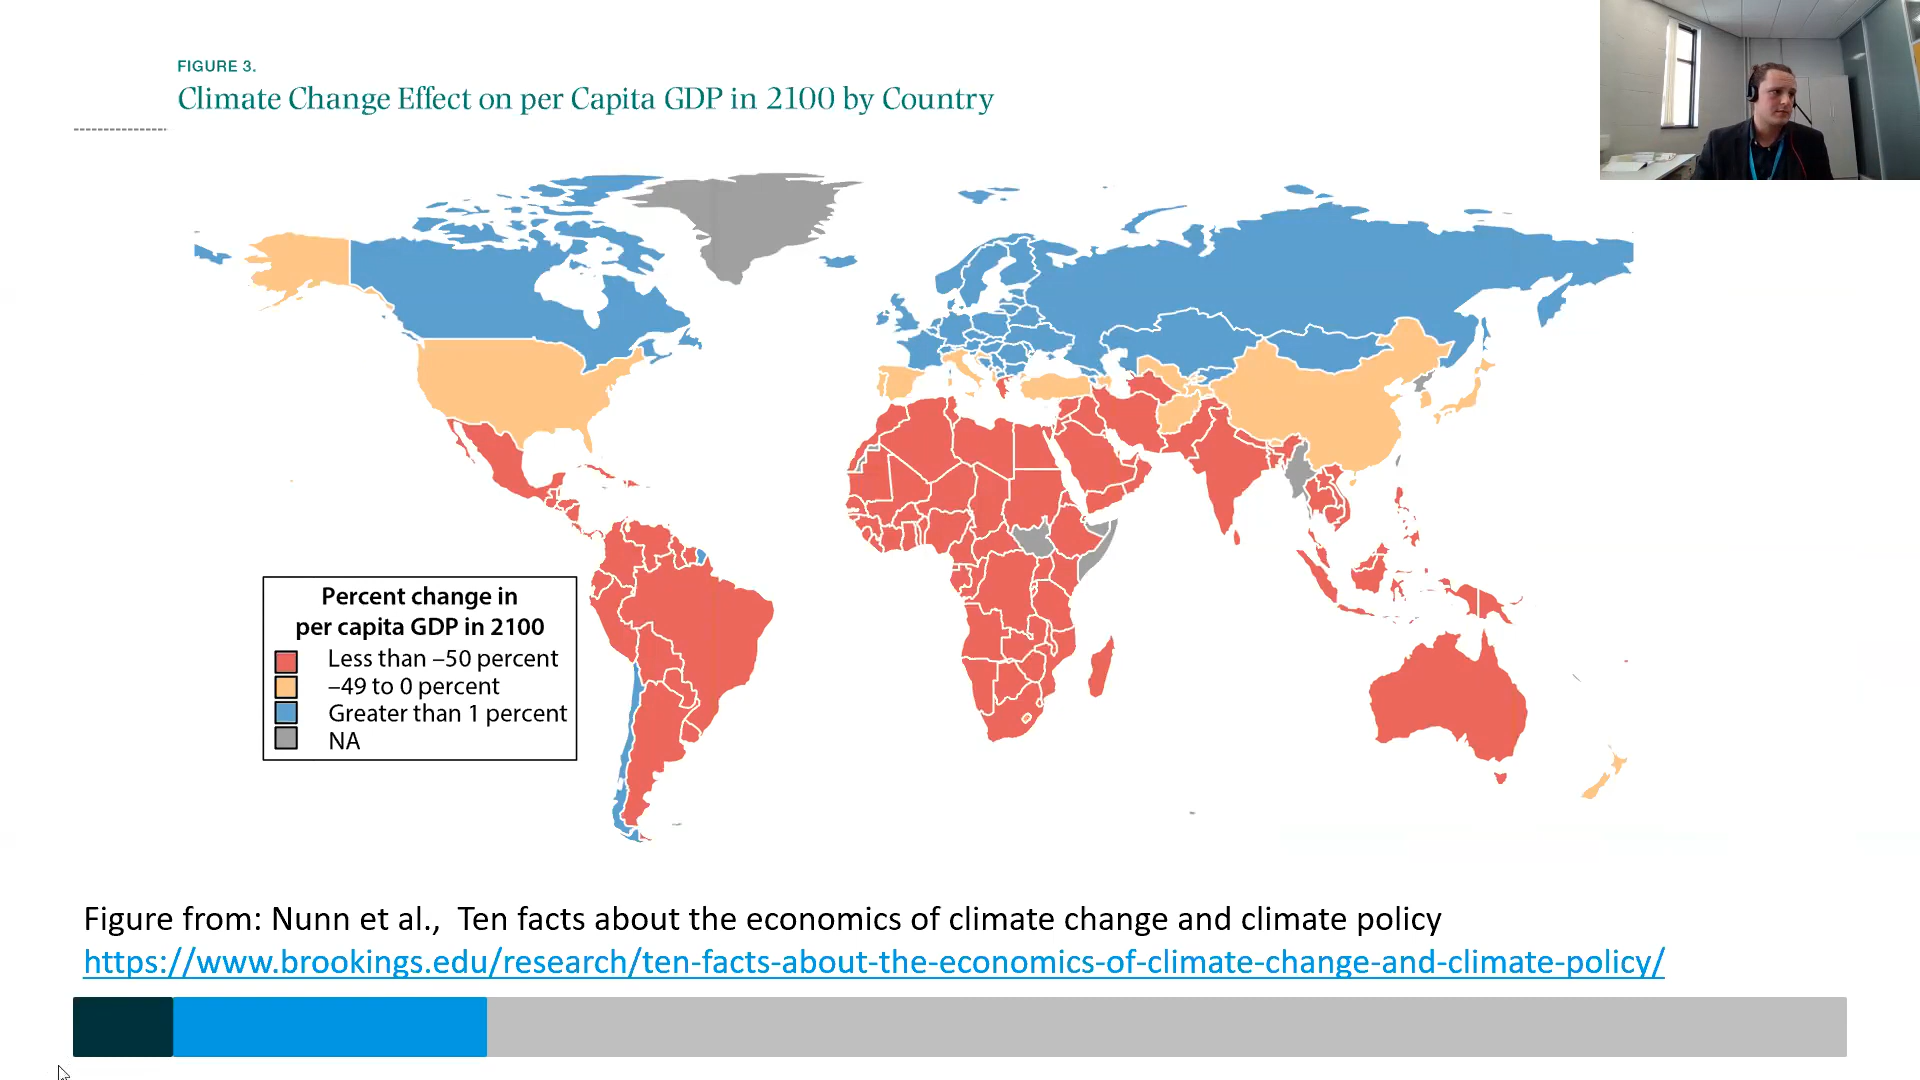 FIGURE 3.
Climate Change Effect on per Capita GDP in 2100 by Country
Percent change in
per capita GDP in 2100
Less than –50 percent
–49 to 0 percent
Greater than 1 percent
NA
Figure from: Nunn et al.,  Ten facts about the economics of climate change and climate policy
https://www.brookings.edu/research/ten-facts-about-the-economics-of-climate-change-and-climate-policy/